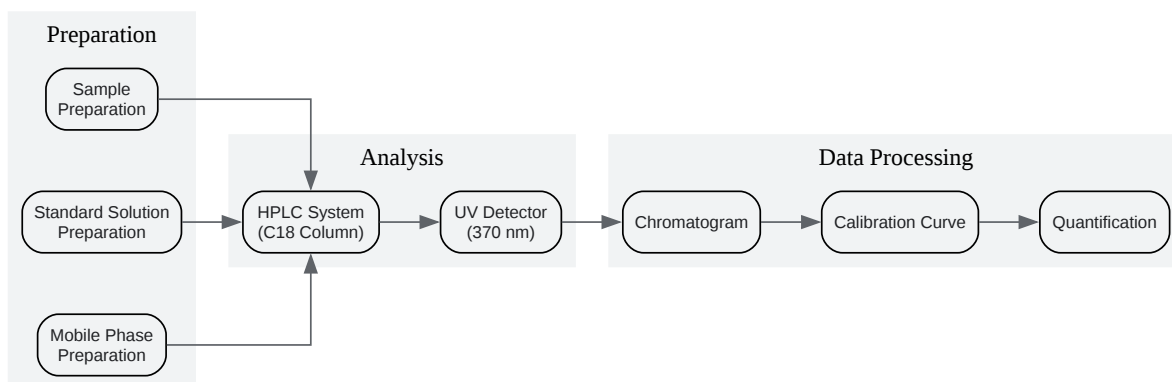 Preparation
Sample
Preparation
Standard Solution
Preparation
Mobile Phase
Preparation
Analysis
HPLC System
(C18 Column)
UV Detector
(370 nm)
Data Processing
Chromatogram
Calibration Curve
Quantification